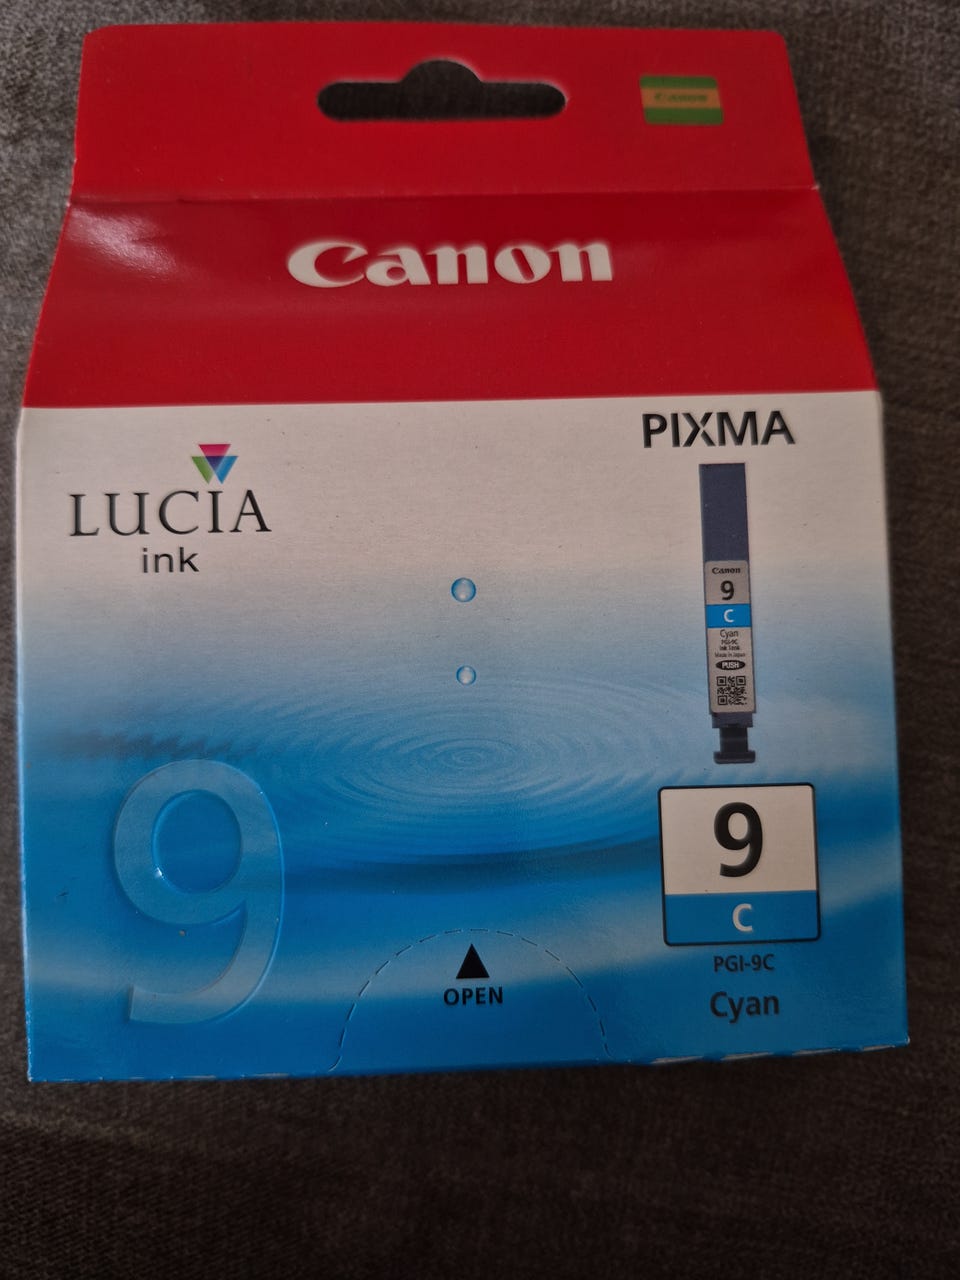 Canon
Canon
PIXMA
LUCIA
ink
Canon
9
C
Cyan
PGI-9C
Ink Tank
Made in Japan
PUSH
9
9
C
PGI-9C
Cyan
OPEN